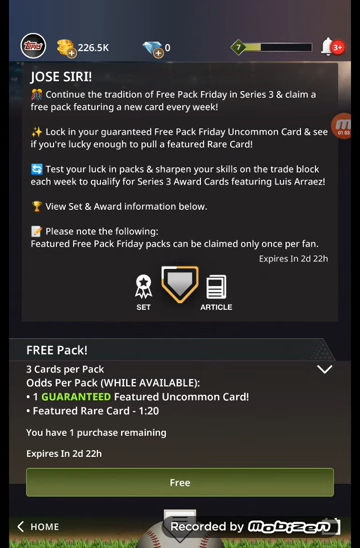 Topps
226.5K
0
7
3+
JOSE SIRI!
🎊 Continue the tradition of Free Pack Friday in Series 3 & claim a
free pack featuring a new card every week!
✨ Lock in your guaranteed Free Pack Friday Uncommon Card & see
if you're lucky enough to pull a featured Rare Card!
🔄 Test your luck in packs & sharpen your skills on the trade block
each week to qualify for Series 3 Award Cards featuring Luis Arraez!
🏆 View Set & Award information below.
📝 Please note the following:
Featured Free Pack Friday packs can be claimed only once per fan.
Expires In 2d 22h
SET
ARTICLE
FREE Pack!
3 Cards per Pack
Odds Per Pack (WHILE AVAILABLE):
• 1 GUARANTEED Featured Uncommon Card!
• Featured Rare Card - 1:20
You have 1 purchase remaining
Expires In 2d 22h
Free
HOME
Recorded by Mobizen